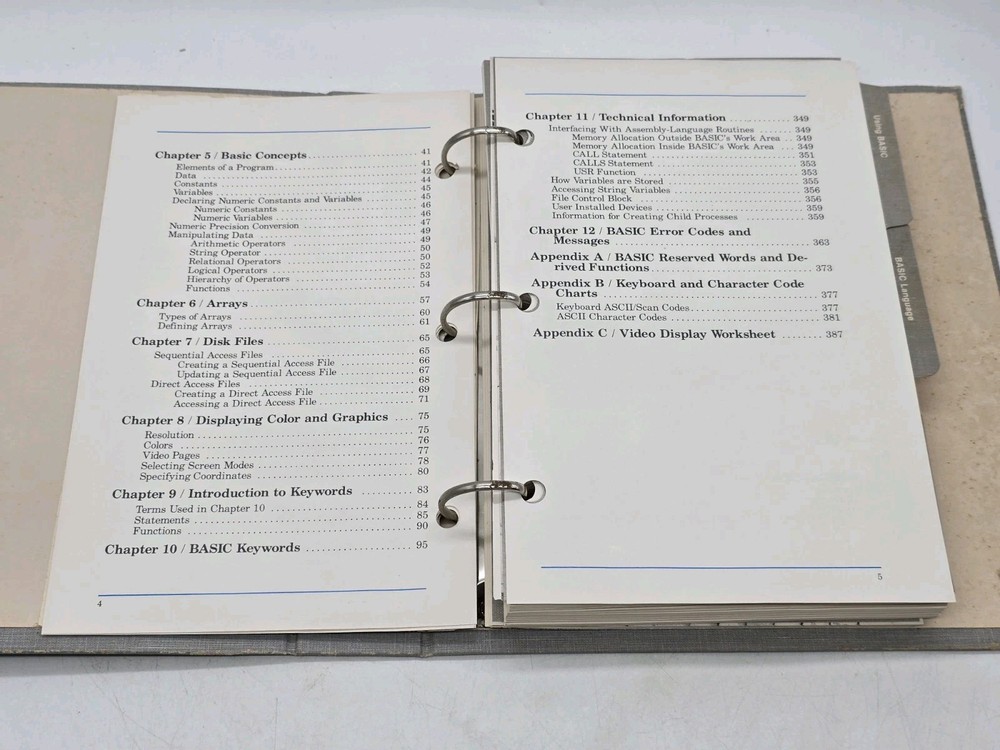 Chapter 5 / Basic Concepts .......... 41
Elements of a Program .......... 41
Data .......... 42
Constants .......... 44
Variables .......... 45
Declaring Numeric Constants and Variables .......... 45
Numeric Constants .......... 46
Numeric Variables .......... 46
Numeric Precision Conversion .......... 47
Manipulating Data .......... 49
Arithmetic Operators .......... 49
String Operator .......... 50
Relational Operators .......... 50
Logical Operators .......... 52
Hierarchy of Operators .......... 53
Functions .......... 54
Chapter 6 / Arrays .......... 57
Types of Arrays .......... 60
Defining Arrays .......... 61
Chapter 7 / Disk Files .......... 65
Sequential Access Files .......... 65
Creating a Sequential Access File .......... 66
Updating a Sequential Access File .......... 67
Direct Access Files .......... 68
Creating a Direct Access File .......... 69
Accessing a Direct Access File .......... 71
Chapter 8 / Displaying Color and Graphics .... 75
Resolution .......... 75
Colors .......... 76
Video Pages .......... 77
Selecting Screen Modes .......... 78
Specifying Coordinates .......... 80
Chapter 9 / Introduction to Keywords .......... 83
Terms Used in Chapter 10 .......... 84
Statements .......... 85
Functions .......... 90
Chapter 10 / BASIC Keywords .......... 95
4
Chapter 11 / Technical Information .......... 349
Interfacing With Assembly-Language Routines ....... 349
Memory Allocation Outside BASIC's Work Area .. 349
Memory Allocation Inside BASIC's Work Area ... 349
CALL Statement .......... 351
CALLS Statement .......... 353
USR Function .......... 353
How Variables are Stored .......... 355
Accessing String Variables .......... 356
File Control Block .......... 356
User Installed Devices .......... 359
Information for Creating Child Processes .......... 359
Chapter 12 / BASIC Error Codes and
Messages .......... 363
Appendix A / BASIC Reserved Words and De-
rived Functions .......... 373
Appendix B / Keyboard and Character Code
Charts .......... 377
Keyboard ASCII/Scan Codes .......... 377
ASCII Character Codes .......... 381
Appendix C / Video Display Worksheet ........ 387
5
Using BASIC
BASIC Language